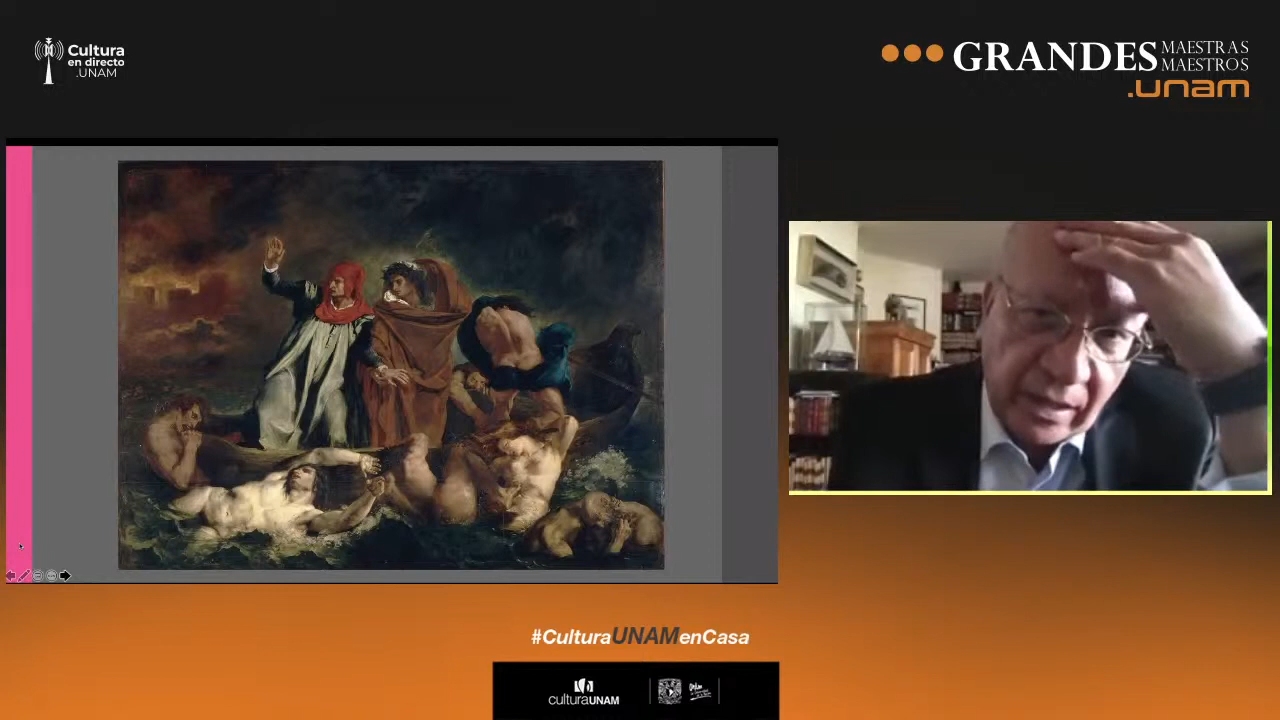 Cultura
en directo
.UNAM
GRANDES MAESTRAS
MAESTROS
.unam
#CulturaUNAMenCasa
culturaUNAM